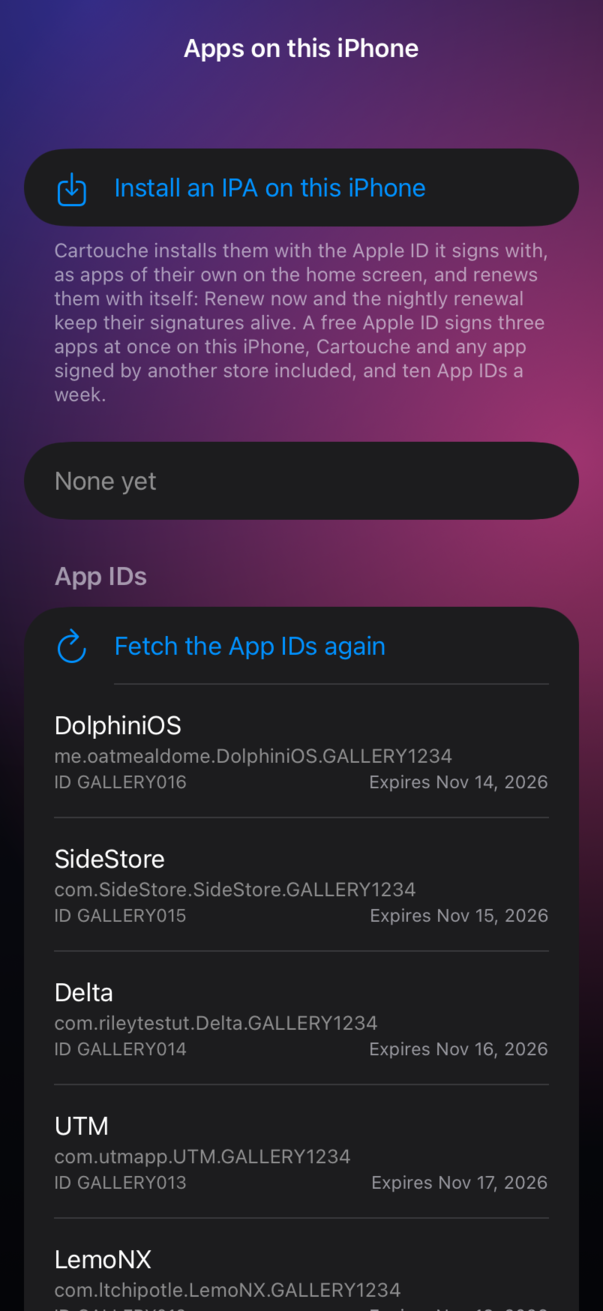 Apps on this iPhone
Install an IPA on this iPhone
Cartouche installs them with the Apple ID it signs with,
as apps of their own on the home screen, and renews
them with itself: Renew now and the nightly renewal
keep their signatures alive. A free Apple ID signs three
apps at once on this iPhone, Cartouche and any app
signed by another store included, and ten App IDs a
week.
None yet
App IDs
Fetch the App IDs again
DolphiniOS
me.oatmealdome.DolphiniOS.GALLERY1234
ID GALLERY016 Expires Nov 14, 2026
SideStore
com.SideStore.SideStore.GALLERY1234
ID GALLERY015 Expires Nov 15, 2026
Delta
com.rileytestut.Delta.GALLERY1234
ID GALLERY014 Expires Nov 16, 2026
UTM
com.utmapp.UTM.GALLERY1234
ID GALLERY013 Expires Nov 17, 2026
LemoNX
com.ltchipotle.LemoNX.GALLERY1234